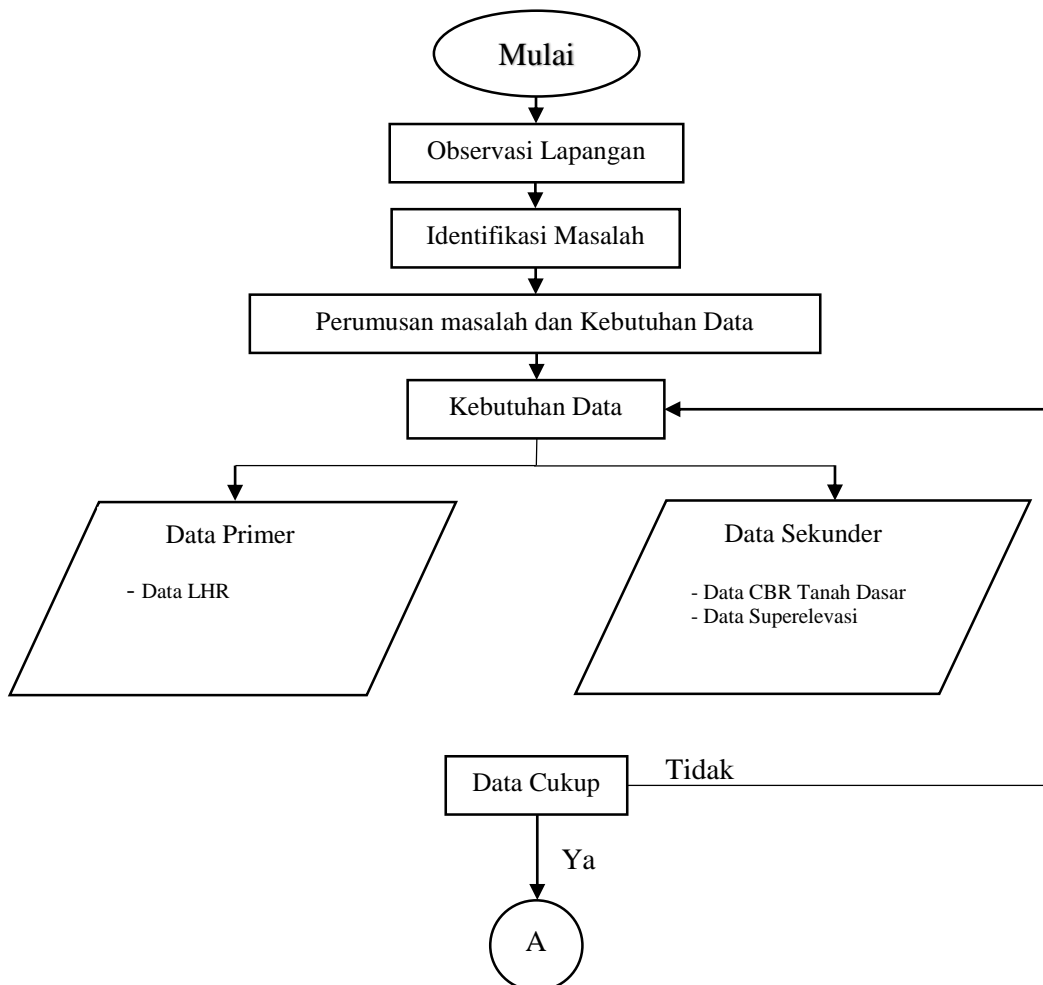 Mulai
Observasi Lapangan
Identifikasi Masalah
Perumusan masalah dan Kebutuhan Data
Kebutuhan Data
Data Primer
- Data LHR
Data Sekunder
- Data CBR Tanah Dasar
- Data Superelevasi
Data Cukup
Tidak
Ya
A